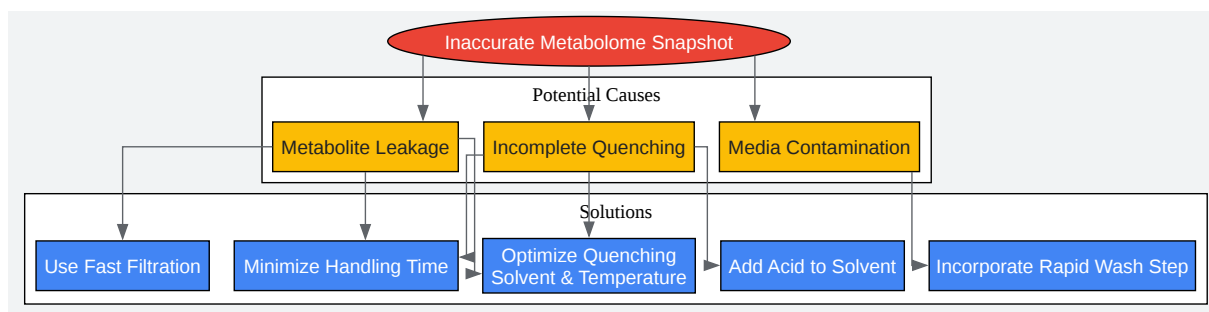 Inaccurate Metabolome Snapshot
Potential Causes
Metabolite Leakage
Incomplete Quenching
Media Contamination
Solutions
Use Fast Filtration
Minimize Handling Time
Optimize Quenching
Solvent & Temperature
Add Acid to Solvent
Incorporate Rapid Wash Step